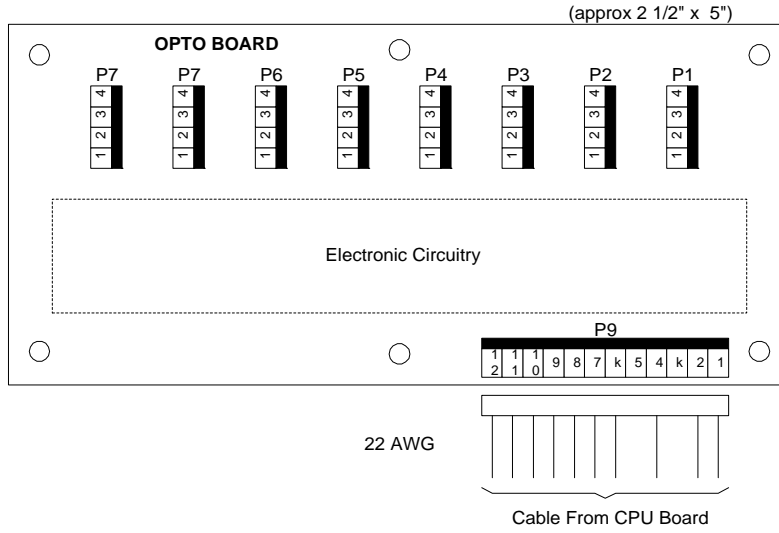 (approx 2 1/2" x 5")
OPTO BOARD
P7 P7 P6 P5 P4 P3 P2 P1
4 4 4 4 4 4 4 4
3 3 3 3 3 3 3 3
2 2 2 2 2 2 2 2
1 1 1 1 1 1 1 1
Electronic Circuitry
P9
12 11 10 9 8 7 k 5 4 k 2 1
22 AWG
Cable From CPU Board